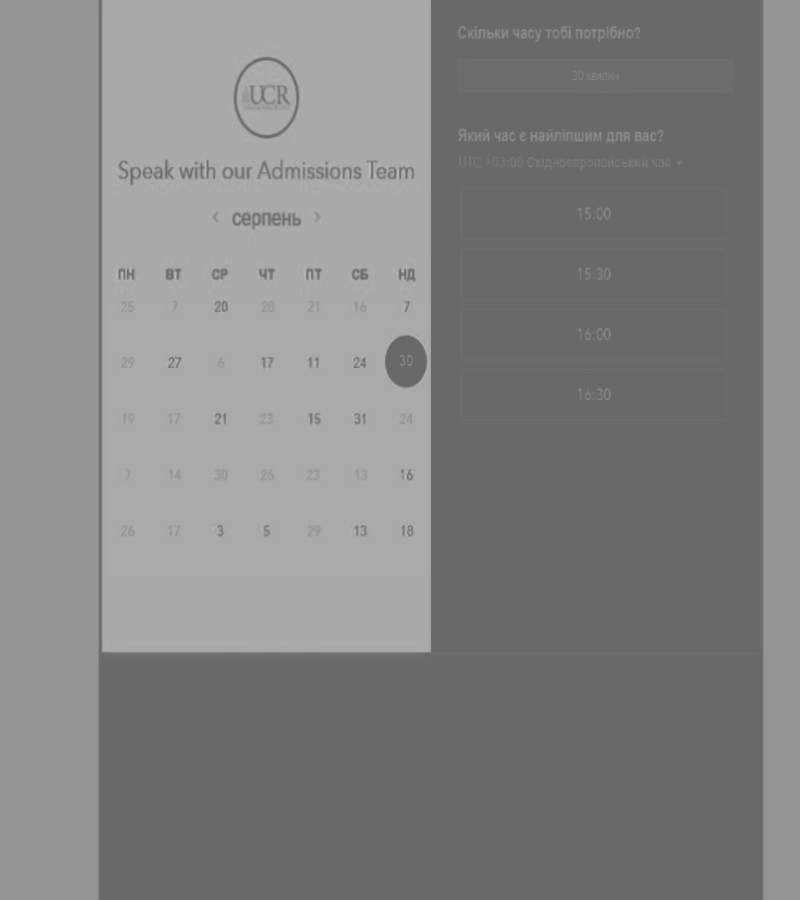 UCR
Speak with our Admissions Team
серпень
ПН ВТ СР ЧТ ПТ СБ НД
25 7 20 28 21 16 7
29 27 6 17 11 24 30
19 17 21 23 15 31 24
7 14 30 26 23 13 16
26 17 3 5 29 13 18
Скільки часу тобі потрібно?
30 хвилин
Який час є найліпшим для вас?
UTC +03:00 Східноєвропейський час
15:00
15:30
16:00
16:30